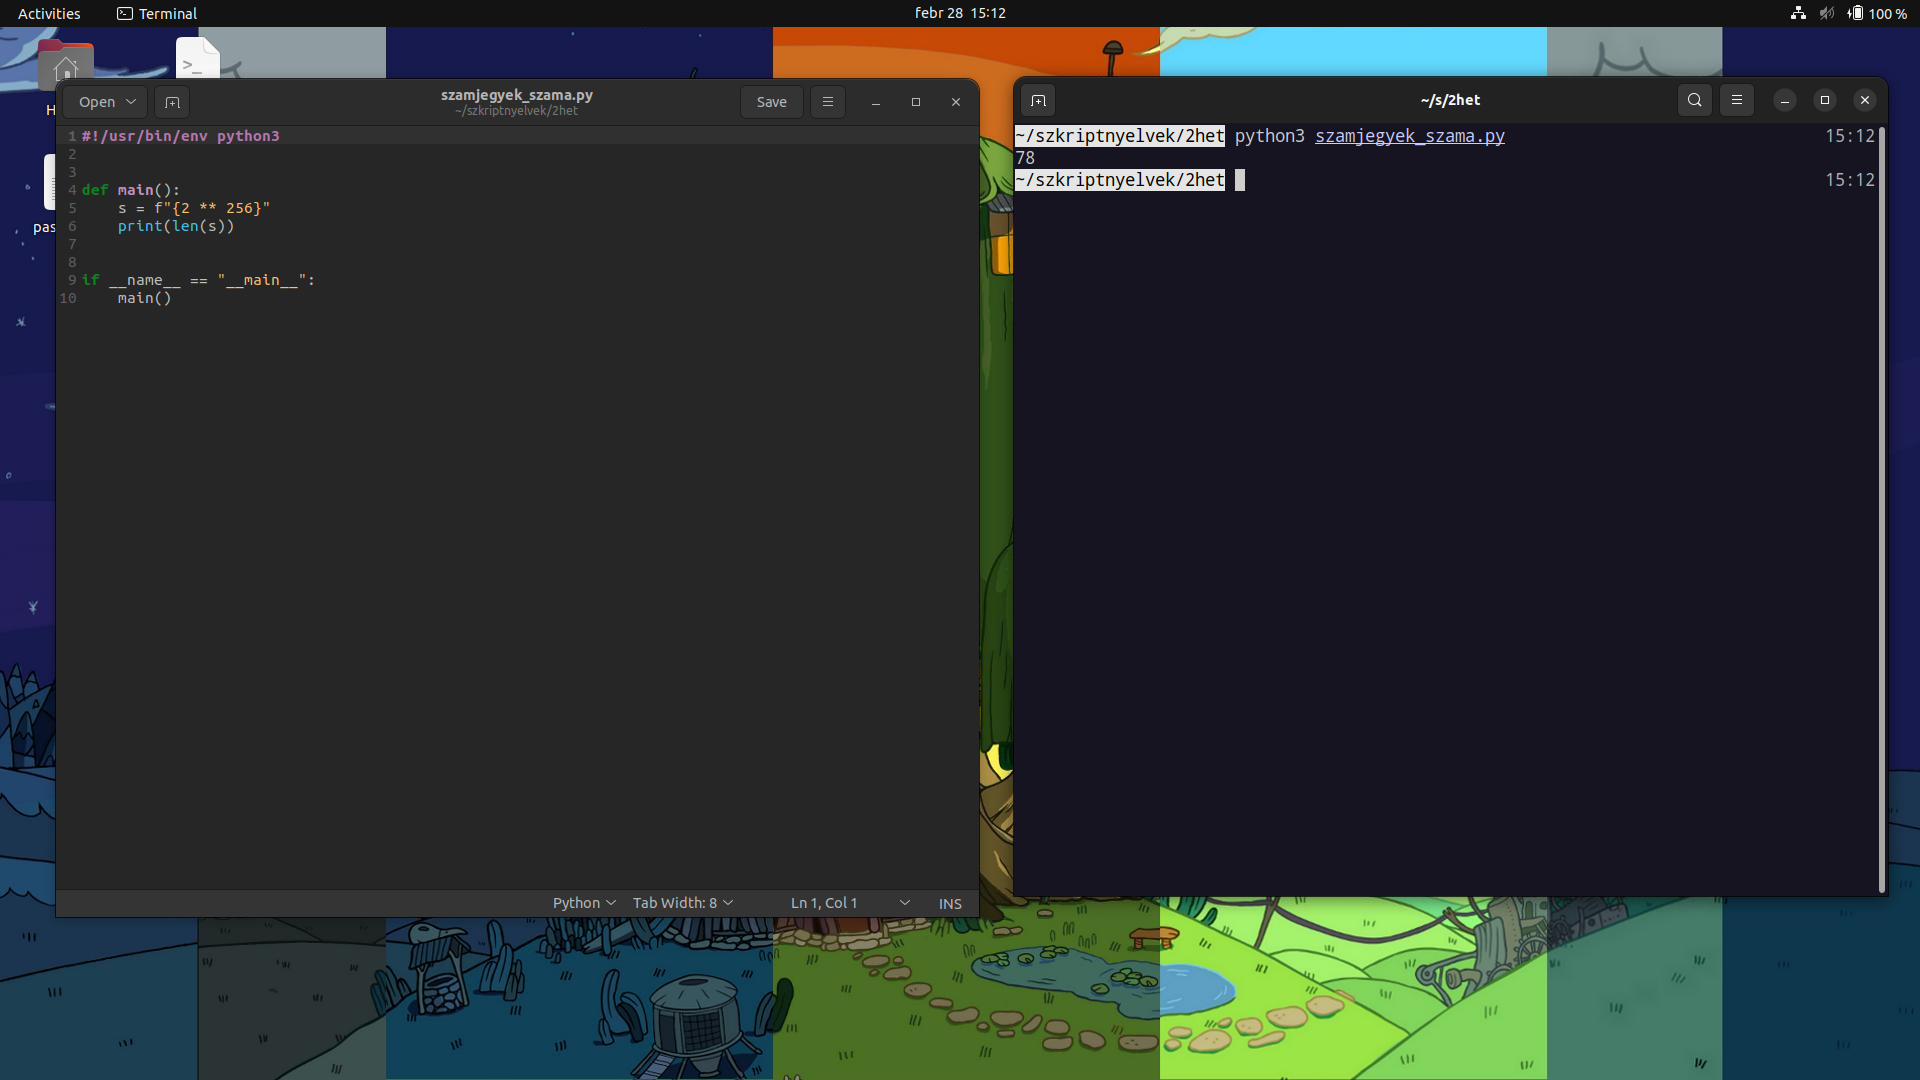 Activities Terminal febr 28 15:12 100 %
>_
H
pas
Open szamjegyek_szama.py Save
~/szkriptnyelvek/2het
1 #!/usr/bin/env python3
2
3
4 def main():
5     s = f"{2 ** 256}"
6     print(len(s))
7
8
9 if __name__ == "__main__":
10     main()
Python Tab Width: 8 Ln 1, Col 1 INS
~/s/2het
~/szkriptnyelvek/2het python3 szamjegyek_szama.py 15:12
78
~/szkriptnyelvek/2het 15:12